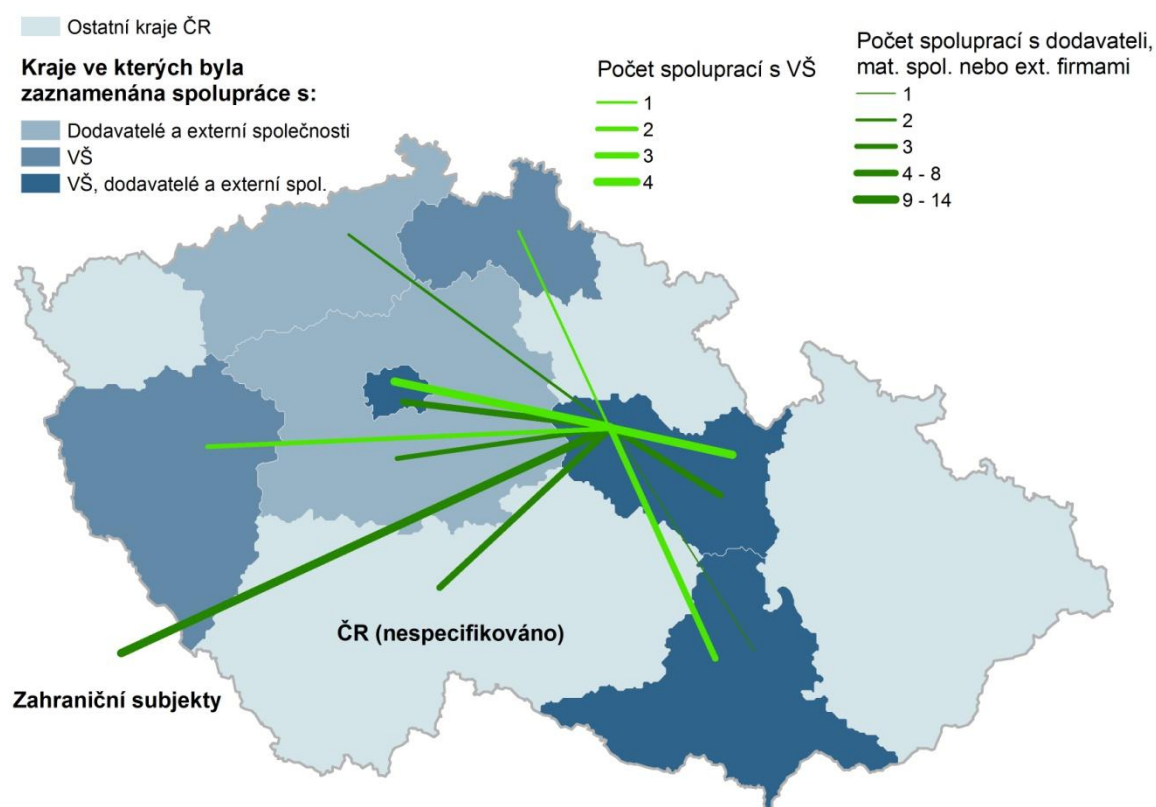 Ostatní kraje ČR
Kraje ve kterých byla
zaznamenána spolupráce s:
Dodavatelé a externí společnosti
VŠ
VŠ, dodavatelé a externí spol.
Počet spoluprací s VŠ
1
2
3
4
Počet spoluprací s dodavateli,
mat. spol. nebo ext. firmami
1
2
3
4 - 8
9 - 14
ČR (nespecifikováno)
Zahraniční subjekty